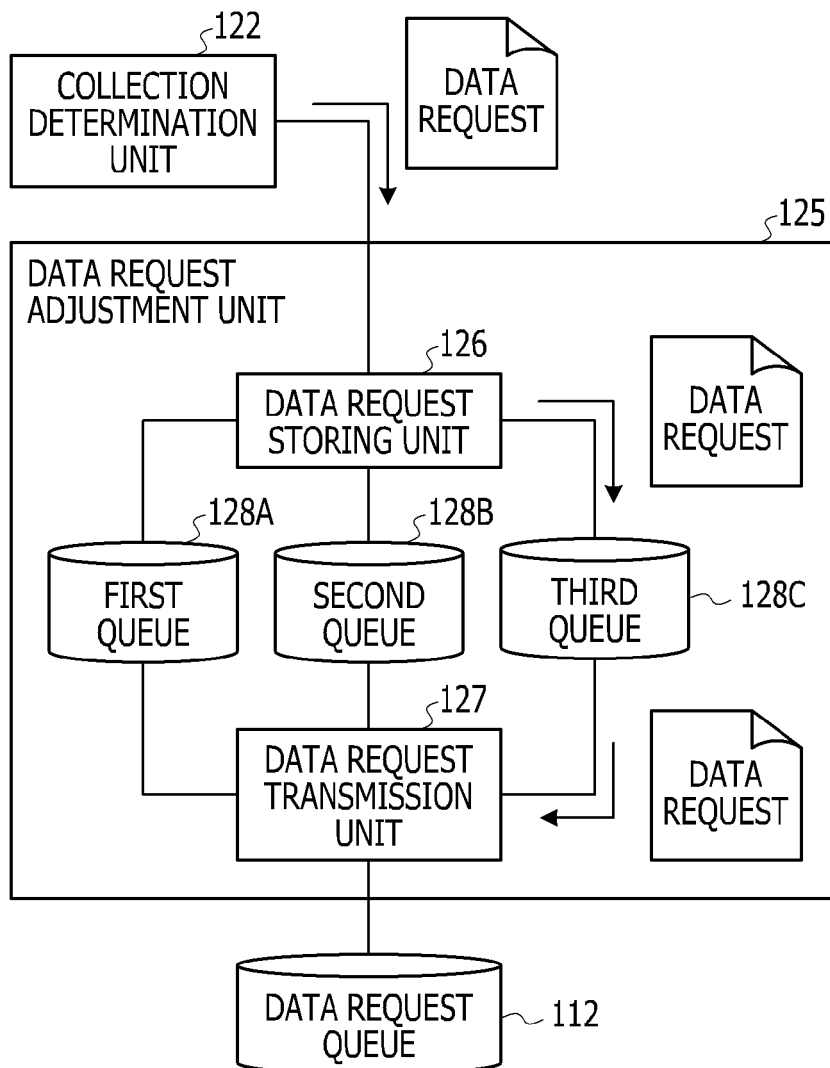 122
COLLECTION
DETERMINATION
UNIT
DATA
REQUEST
125
DATA REQUEST
ADJUSTMENT UNIT
126
DATA REQUEST
STORING UNIT
DATA
REQUEST
128A
128B
FIRST
QUEUE
SECOND
QUEUE
THIRD
QUEUE
128C
127
DATA REQUEST
TRANSMISSION
UNIT
DATA
REQUEST
DATA REQUEST
QUEUE
112